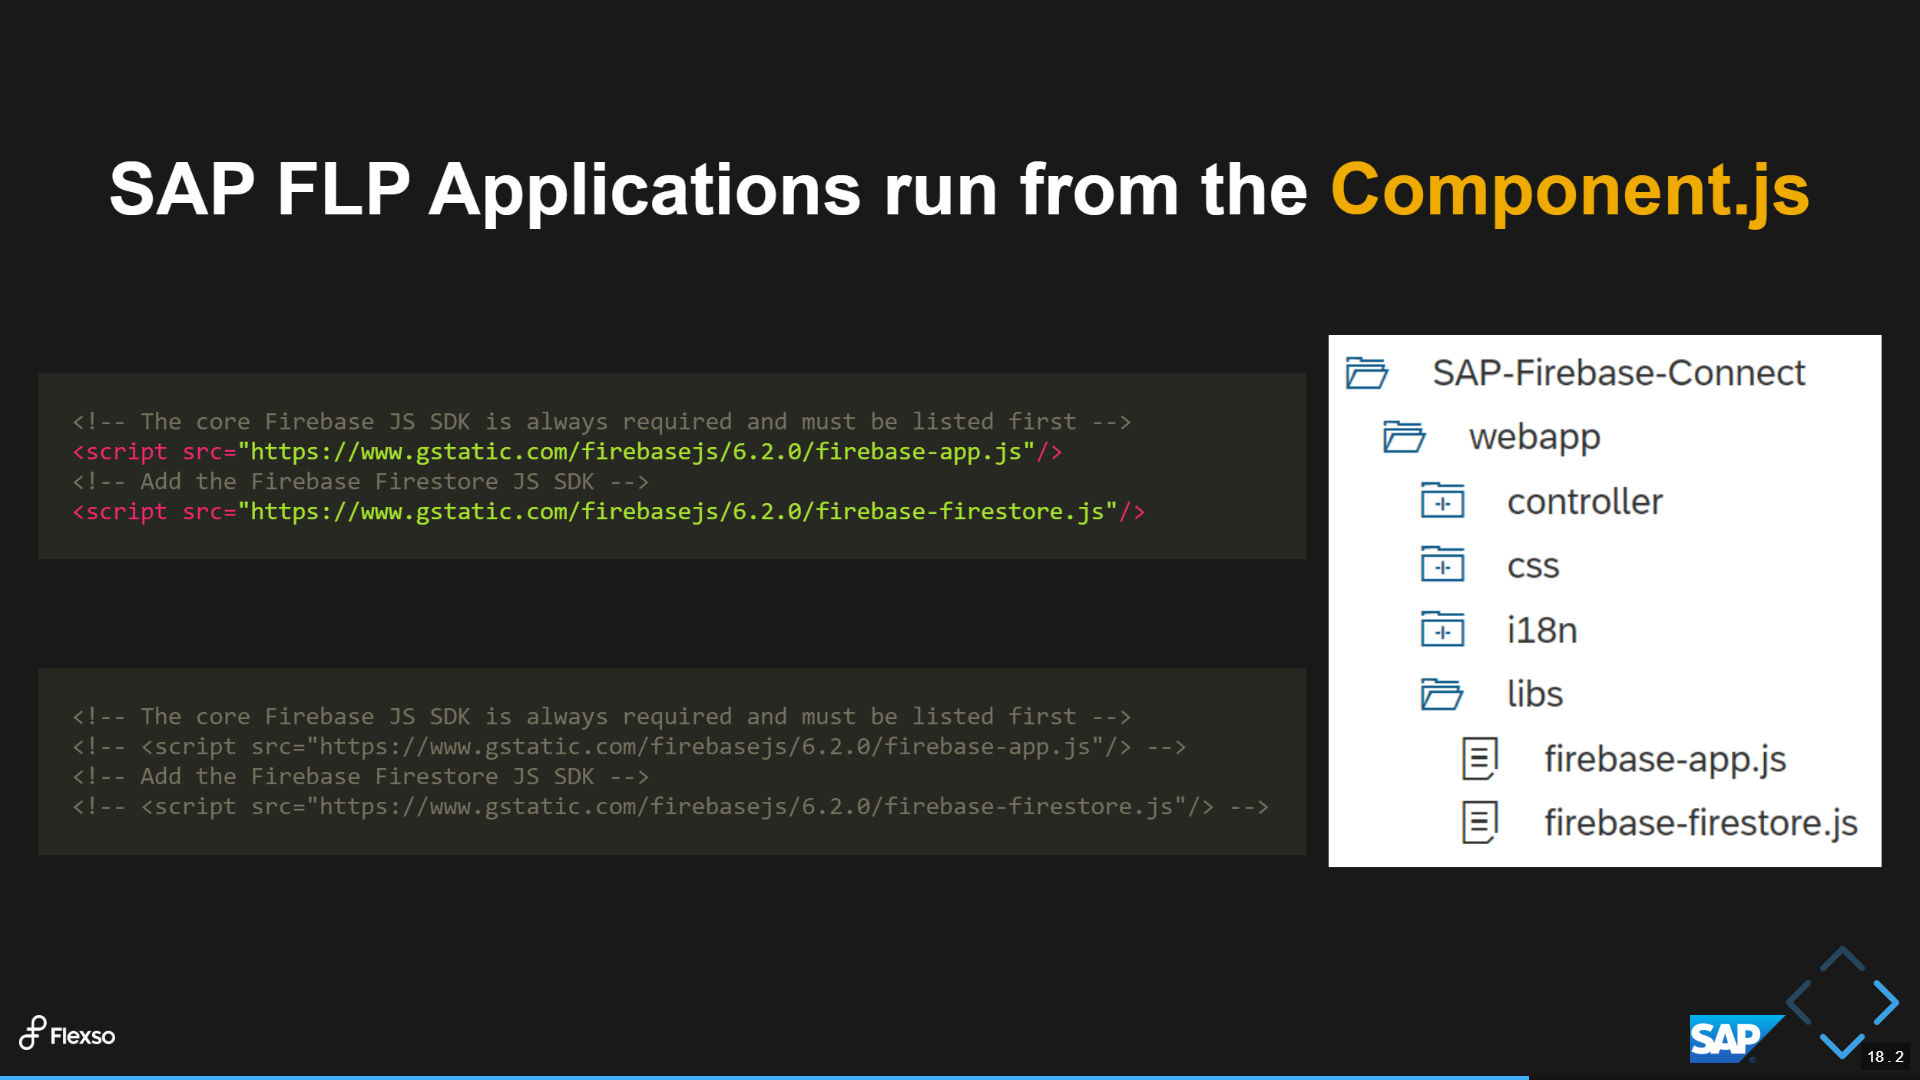 SAP FLP Applications run from the Component.js
<!-- The core Firebase JS SDK is always required and must be listed first -->
<script src="https://www.gstatic.com/firebasejs/6.2.0/firebase-app.js"/>
<!-- Add the Firebase Firestore JS SDK -->
<script src="https://www.gstatic.com/firebasejs/6.2.0/firebase-firestore.js"/>
<!-- The core Firebase JS SDK is always required and must be listed first -->
<!-- <script src="https://www.gstatic.com/firebasejs/6.2.0/firebase-app.js"/> -->
<!-- Add the Firebase Firestore JS SDK -->
<!-- <script src="https://www.gstatic.com/firebasejs/6.2.0/firebase-firestore.js"/> -->
SAP-Firebase-Connect
webapp
controller
css
i18n
libs
firebase-app.js
firebase-firestore.js
Flexso
SAP
18.2